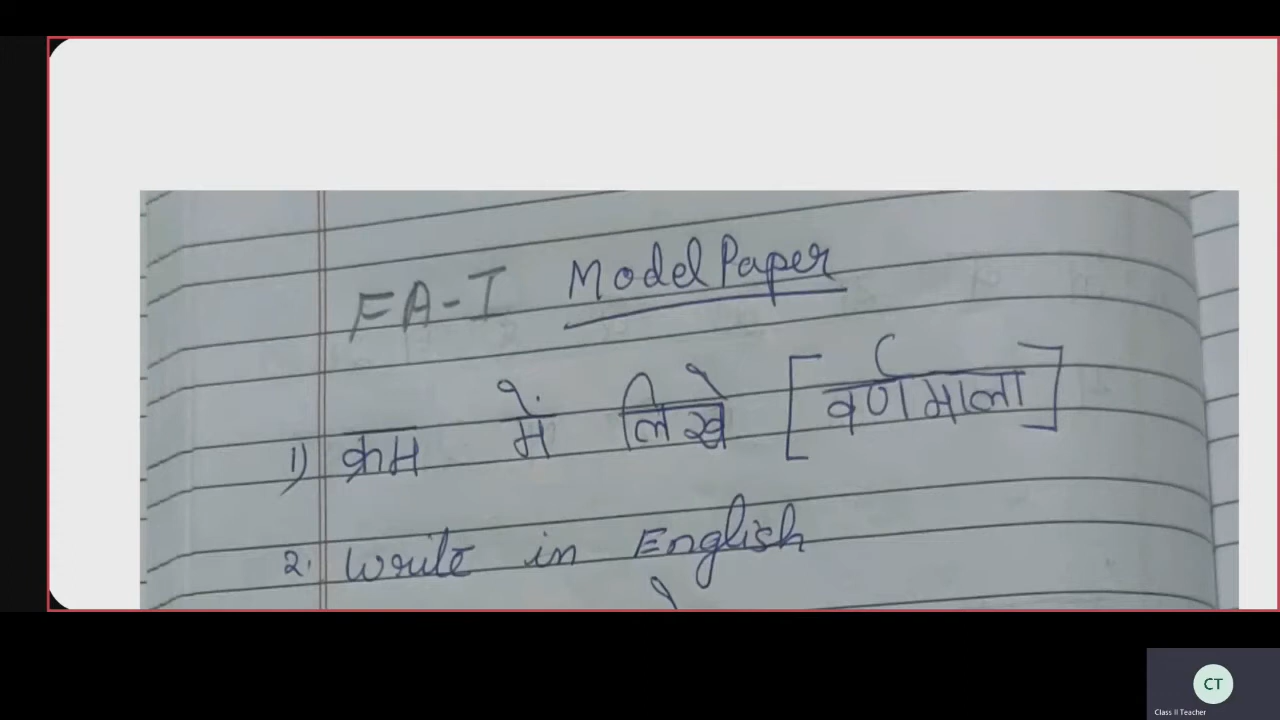 FA-I Model Paper
1) क्रम में लिखे [वर्णमाला]
2. Write in English
CT
Class II Teacher